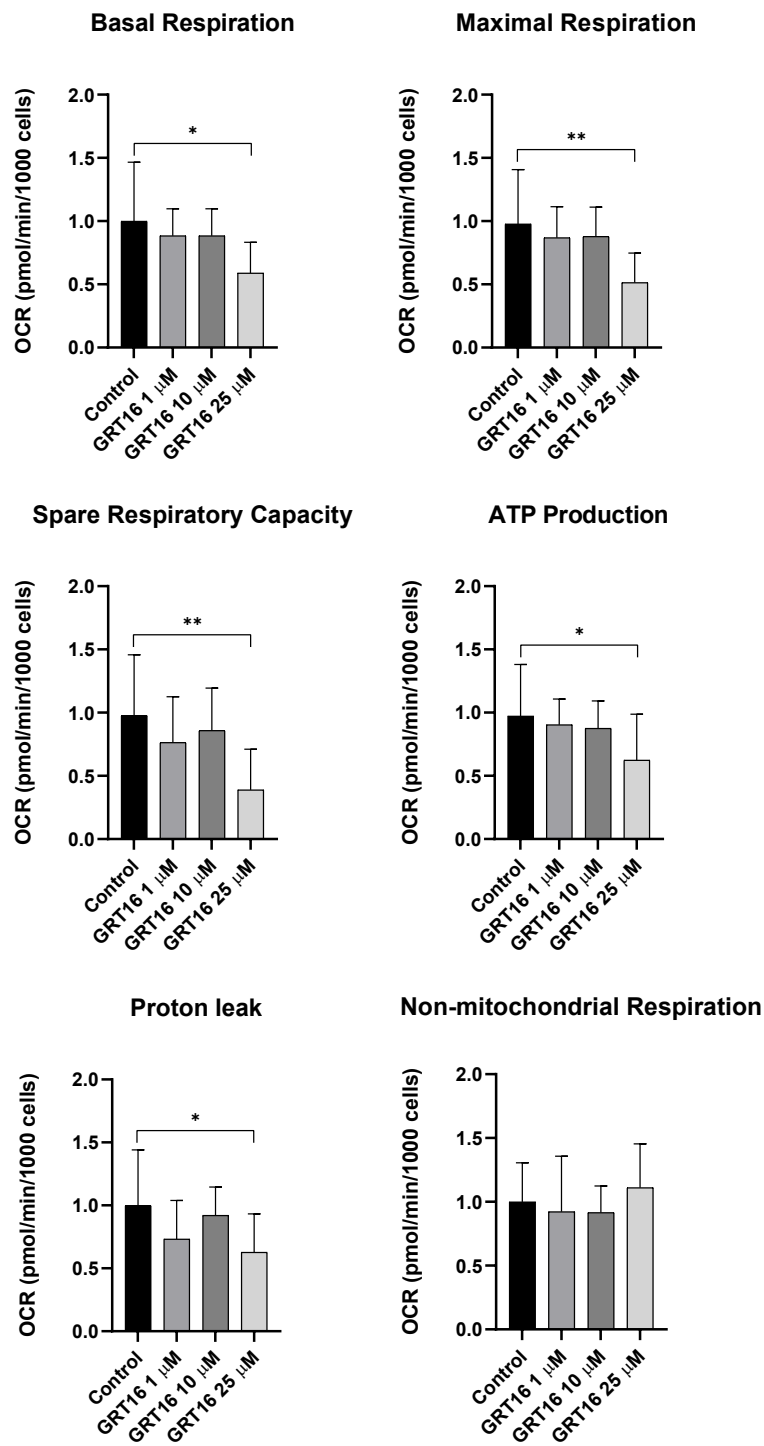 Basal Respiration
OCR (pmol/min/1000 cells)
2.0
1.5
1.0
0.5
0.0
*
Control
GRT16 1 μM
GRT16 10 μM
GRT16 25 μM
Maximal Respiration
OCR (pmol/min/1000 cells)
2.0
1.5
1.0
0.5
0.0
**
Control
GRT16 1 μM
GRT16 10 μM
GRT16 25 μM
Spare Respiratory Capacity
OCR (pmol/min/1000 cells)
2.0
1.5
1.0
0.5
0.0
**
Control
GRT16 1 μM
GRT16 10 μM
GRT16 25 μM
ATP Production
OCR (pmol/min/1000 cells)
2.0
1.5
1.0
0.5
0.0
*
Control
GRT16 1 μM
GRT16 10 μM
GRT16 25 μM
Proton leak
OCR (pmol/min/1000 cells)
2.0
1.5
1.0
0.5
0.0
*
Control
GRT16 1 μM
GRT16 10 μM
GRT16 25 μM
Non-mitochondrial Respiration
OCR (pmol/min/1000 cells)
2.0
1.5
1.0
0.5
0.0
Control
GRT16 1 μM
GRT16 10 μM
GRT16 25 μM